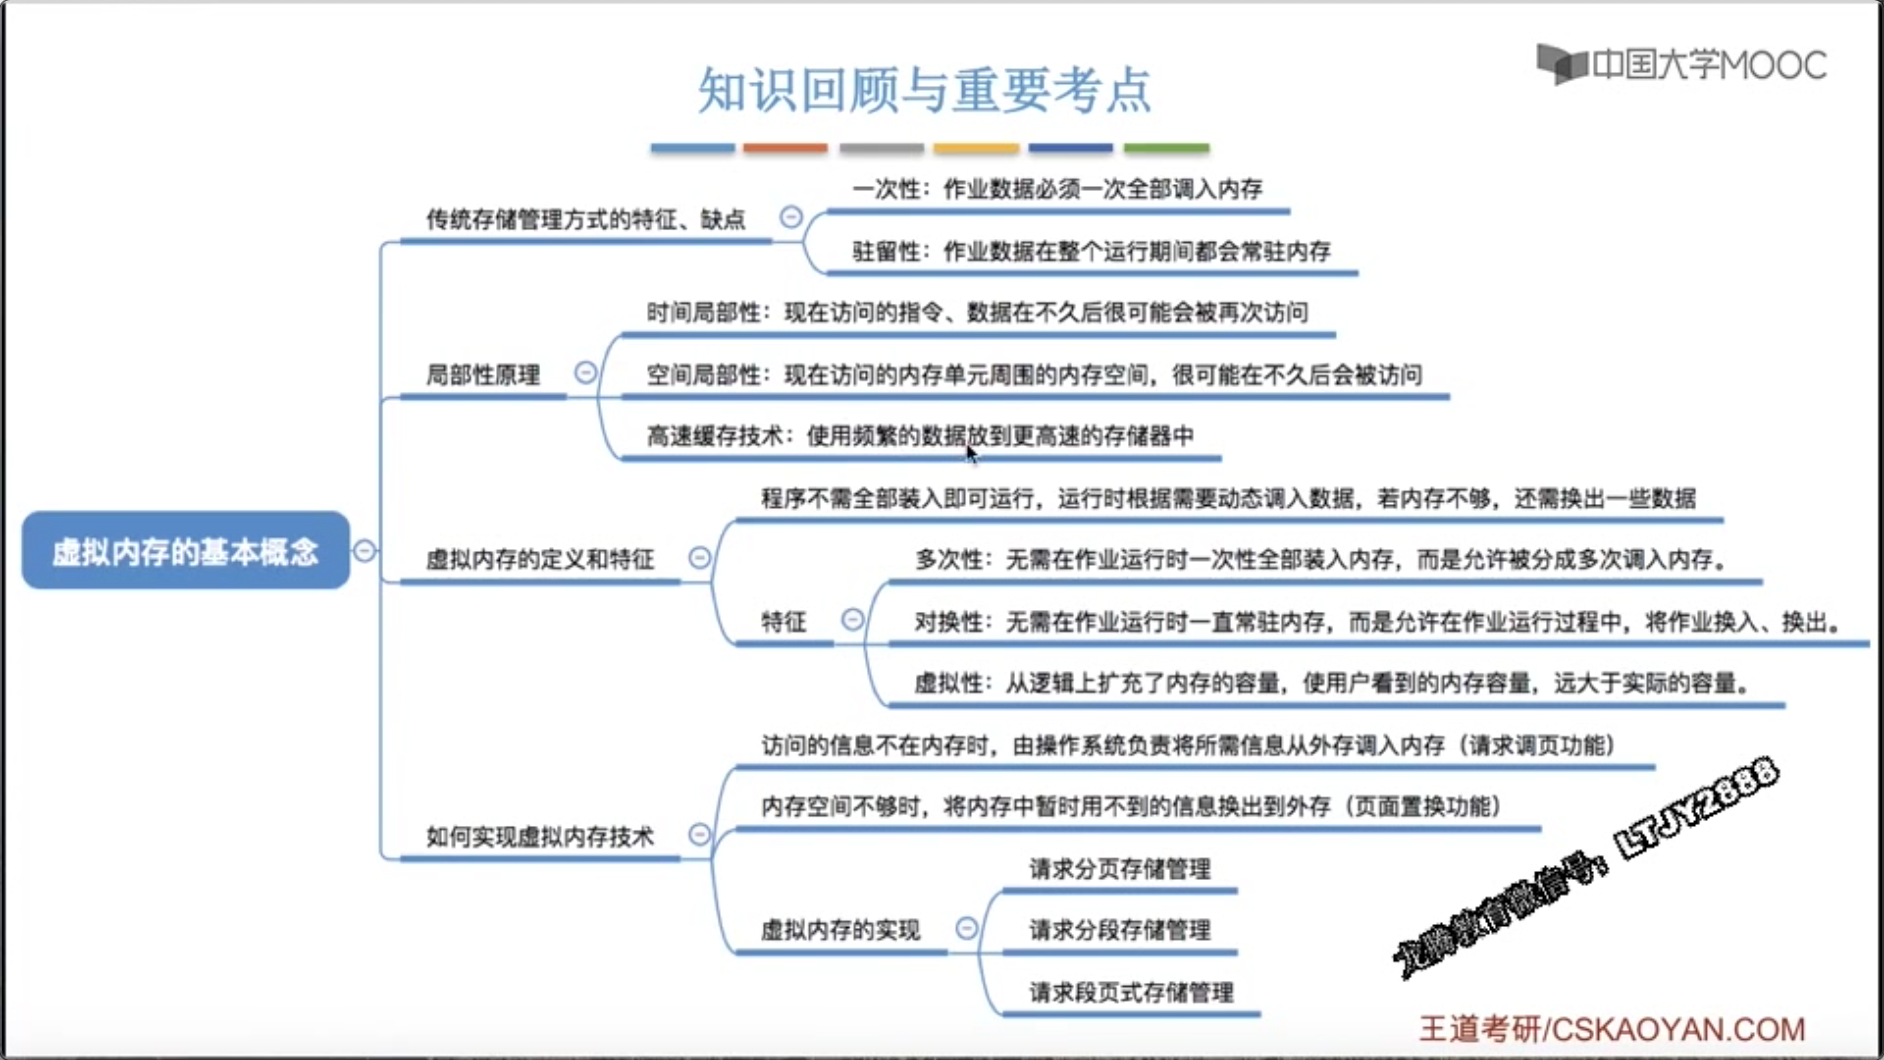 中国大学MOOC
知识回顾与重要考点
虚拟内存的基本概念
传统存储管理方式的特征、缺点
一次性：作业数据必须一次全部调入内存
驻留性：作业数据在整个运行期间都会常驻内存
局部性原理
时间局部性：现在访问的指令、数据在不久后很可能会被再次访问
空间局部性：现在访问的内存单元周围的内存空间，很可能在不久后会被访问
高速缓存技术：使用频繁的数据放到更高速的存储器中
虚拟内存的定义和特征
程序不需全部装入即可运行，运行时根据需要动态调入数据，若内存不够，还需换出一些数据
特征
多次性：无需在作业运行时一次性全部装入内存，而是允许被分成多次调入内存。
对换性：无需在作业运行时一直常驻内存，而是允许在作业运行过程中，将作业换入、换出。
虚拟性：从逻辑上扩充了内存的容量，使用户看到的内存容量，远大于实际的容量。
如何实现虚拟内存技术
访问的信息不在内存时，由操作系统负责将所需信息从外存调入内存（请求调页功能）
内存空间不够时，将内存中暂时用不到的信息换出到外存（页面置换功能）
虚拟内存的实现
请求分页存储管理
请求分段存储管理
请求段页式存储管理
龙腾教育微信号：LTJY2888
王道考研/CSKAOYAN.COM